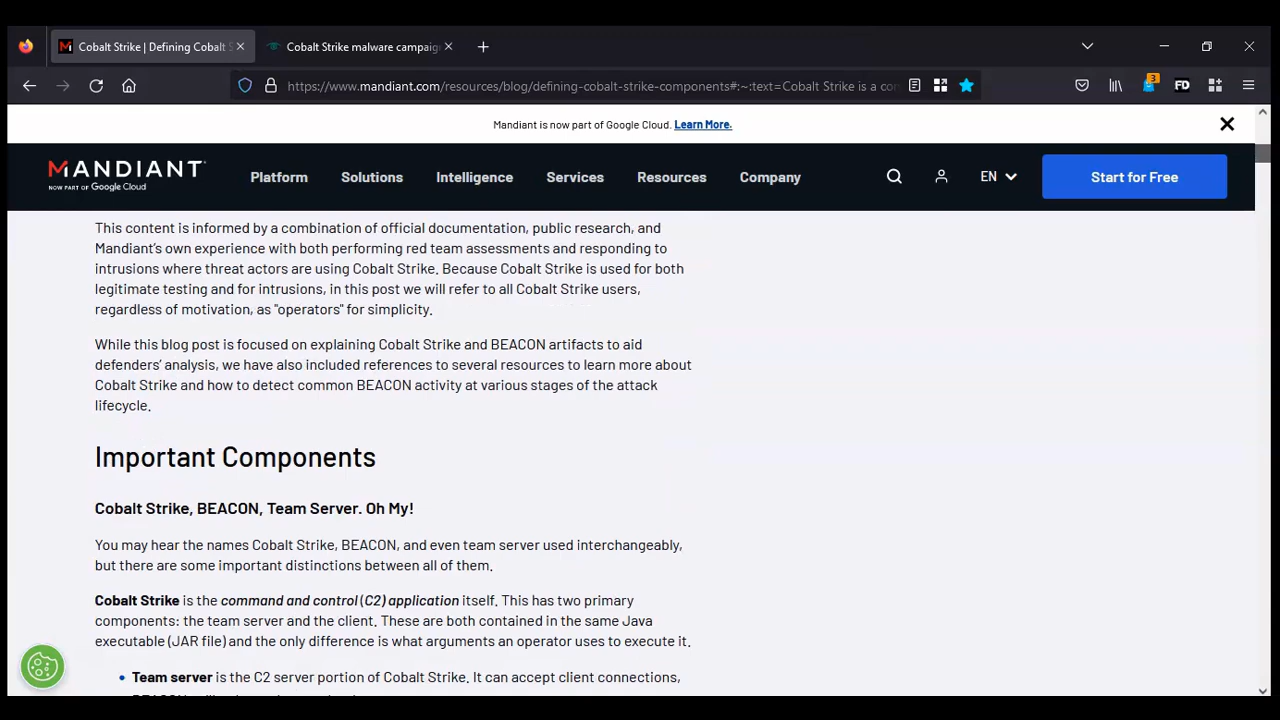 Cobalt Strike | Defining Cobalt S
Cobalt Strike malware campaign
https://www.mandiant.com/resources/blog/defining-cobalt-strike-components#:~:text=Cobalt Strike is a co
3
FD
Mandiant is now part of Google Cloud. Learn More.
MANDIANT
NOW PART OF Google Cloud
Platform
Solutions
Intelligence
Services
Resources
Company
EN
Start for Free
This content is informed by a combination of official documentation, public research, and
Mandiant's own experience with both performing red team assessments and responding to
intrusions where threat actors are using Cobalt Strike. Because Cobalt Strike is used for both
legitimate testing and for intrusions, in this post we will refer to all Cobalt Strike users,
regardless of motivation, as "operators" for simplicity.
While this blog post is focused on explaining Cobalt Strike and BEACON artifacts to aid
defenders' analysis, we have also included references to several resources to learn more about
Cobalt Strike and how to detect common BEACON activity at various stages of the attack
lifecycle.
Important Components
Cobalt Strike, BEACON, Team Server. Oh My!
You may hear the names Cobalt Strike, BEACON, and even team server used interchangeably,
but there are some important distinctions between all of them.
Cobalt Strike is the command and control (C2) application itself. This has two primary
components: the team server and the client. These are both contained in the same Java
executable (JAR file) and the only difference is what arguments an operator uses to execute it.
• Team server is the C2 server portion of Cobalt Strike. It can accept client connections,